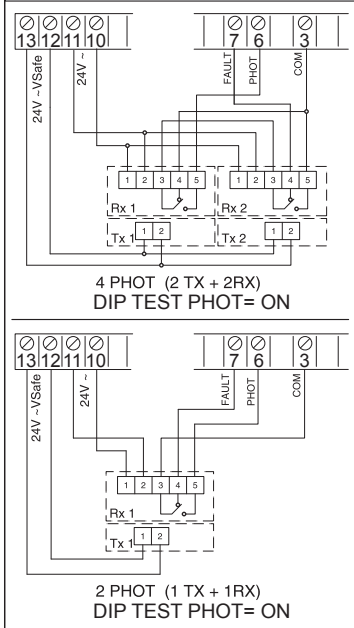 13 12 11 10 7 6 3
24V ~VSafe
24V ~
FAULT
PHOT
COM
1 2 3 4 5 1 2 3 4 5
Rx 1 Rx 2
Tx 1 1 2 Tx 2 1 2
4 PHOT (2 TX + 2RX)
DIP TEST PHOT= ON
13 12 11 10 7 6 3
24V ~VSafe
24V ~
FAULT
PHOT
COM
1 2 3 4 5
Rx 1
Tx 1 1 2
2 PHOT (1 TX + 1RX)
DIP TEST PHOT= ON